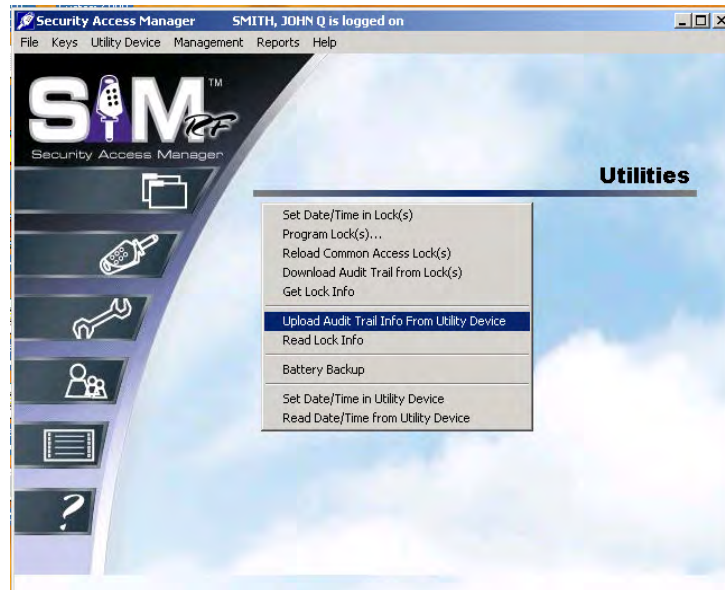 Security Access Manager SMITH, JOHN Q is logged on
File Keys Utility Device Management Reports Help
SAM™
RF
Security Access Manager
Utilities
Set Date/Time in Lock(s)
Program Lock(s)...
Reload Common Access Lock(s)
Download Audit Trail from Lock(s)
Get Lock Info
Upload Audit Trail Info From Utility Device
Read Lock Info
Battery Backup
Set Date/Time in Utility Device
Read Date/Time from Utility Device
?